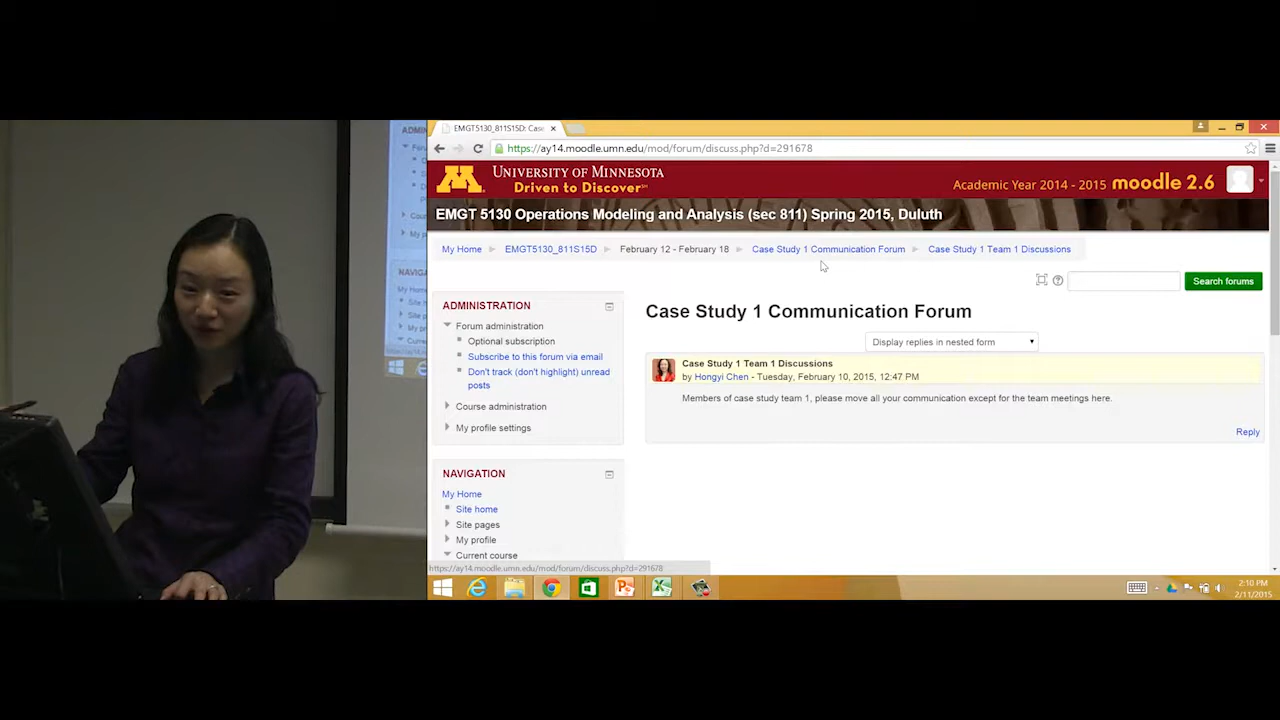 EMGT5130_811S15D: Cas
https://ay14.moodle.umn.edu/mod/forum/discuss.php?d=291678
UNIVERSITY OF MINNESOTA
Driven to Discover
SM
Academic Year 2014 - 2015 moodle 2.6
EMGT 5130 Operations Modeling and Analysis (sec 811) Spring 2015, Duluth
My Home EMGT5130_811S15D February 12 - February 18 Case Study 1 Communication Forum Case Study 1 Team 1 Discussions
Search forums
ADMINISTRATION
Forum administration
Optional subscription
Subscribe to this forum via email
Don't track (don't highlight) unread
posts
Course administration
My profile settings
NAVIGATION
My Home
Site home
Site pages
My profile
Current course
Case Study 1 Communication Forum
Display replies in nested form
Case Study 1 Team 1 Discussions
by Hongyi Chen - Tuesday, February 10, 2015, 12:47 PM
Members of case study team 1, please move all your communication except for the team meetings here.
Reply
https://ay14.moodle.umn.edu/mod/forum/discuss.php?d=291678
2:10 PM
2/11/2015